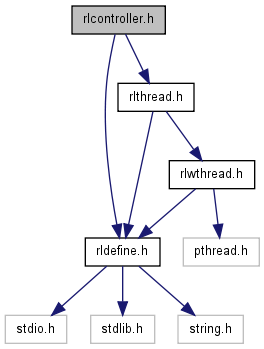 rlcontroller.h
rlthread.h
rlwthread.h
rldefine.h
pthread.h
stdio.h
stdlib.h
string.h